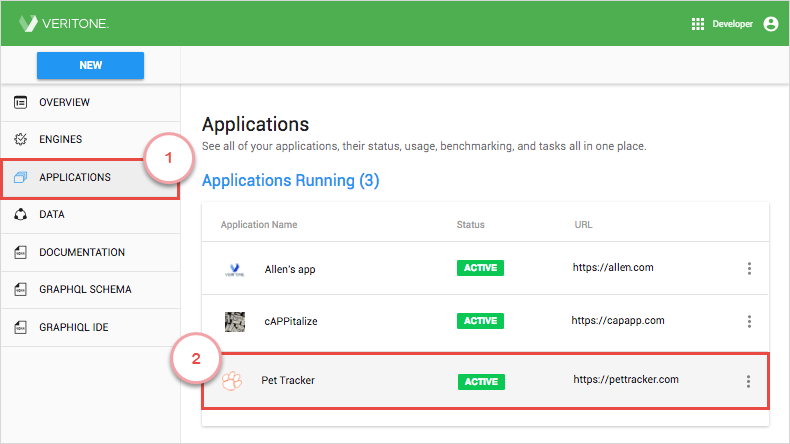 VERITONE.
Developer
NEW
OVERVIEW
ENGINES
1
APPLICATIONS
DATA
DOCUMENTATION
GRAPHQL SCHEMA
GRAPHIQL IDE
Applications
See all of your applications, their status, usage, benchmarking, and tasks all in one place.
Applications Running (3)
Application Name Status URL
Allen's app ACTIVE https://allen.com
cAPPitalize ACTIVE https://capapp.com
2
Pet Tracker ACTIVE https://pettracker.com